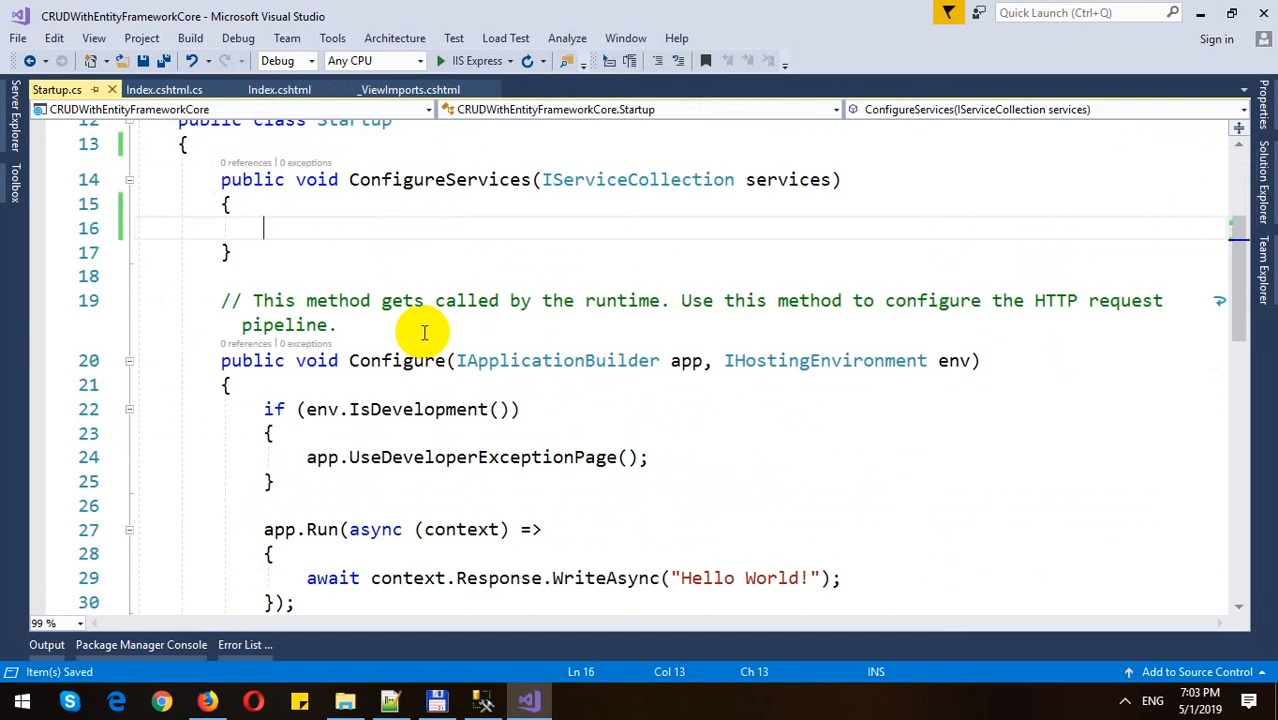 CRUDWithEntityFrameworkCore - Microsoft Visual Studio
Quick Launch (Ctrl+Q)
File Edit View Project Build Debug Team Tools Architecture Test Load Test Analyze Window Help
Sign in
Debug Any CPU IIS Express
Startup.cs Index.cshtml.cs Index.cshtml _ViewImports.cshtml
CRUDWithEntityFrameworkCore CRUDWithEntityFrameworkCore.Startup ConfigureServices(IServiceCollection services)
Server Explorer
Toolbox
Properties
Solution Explorer
Team Explorer
12 public class Startup
13 {
0 references | 0 exceptions
14 public void ConfigureServices(IServiceCollection services)
15 {
16
17 }
18
19 // This method gets called by the runtime. Use this method to configure the HTTP request
pipeline.
0 references | 0 exceptions
20 public void Configure(IApplicationBuilder app, IHostingEnvironment env)
21 {
22 if (env.IsDevelopment())
23 {
24 app.UseDeveloperExceptionPage();
25 }
26
27 app.Run(async (context) =>
28 {
29 await context.Response.WriteAsync("Hello World!");
30 });
99 %
Output Package Manager Console Error List ...
Item(s) Saved Ln 16 Col 13 Ch 13 INS Add to Source Control
ENG
7:03 PM
5/1/2019